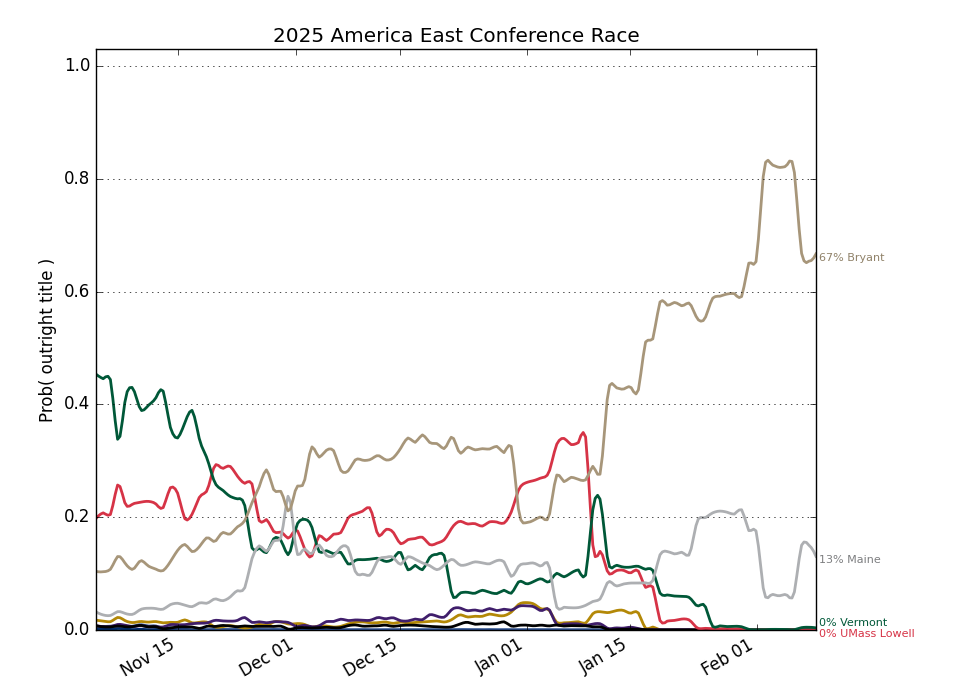 2025 America East Conference Race
1.0
0.8
0.6
0.4
0.2
0.0
Prob( outright title )
67% Bryant
13% Maine
0% Vermont
0% UMass Lowell
Nov 15
Dec 01
Dec 15
Jan 01
Jan 15
Feb 01